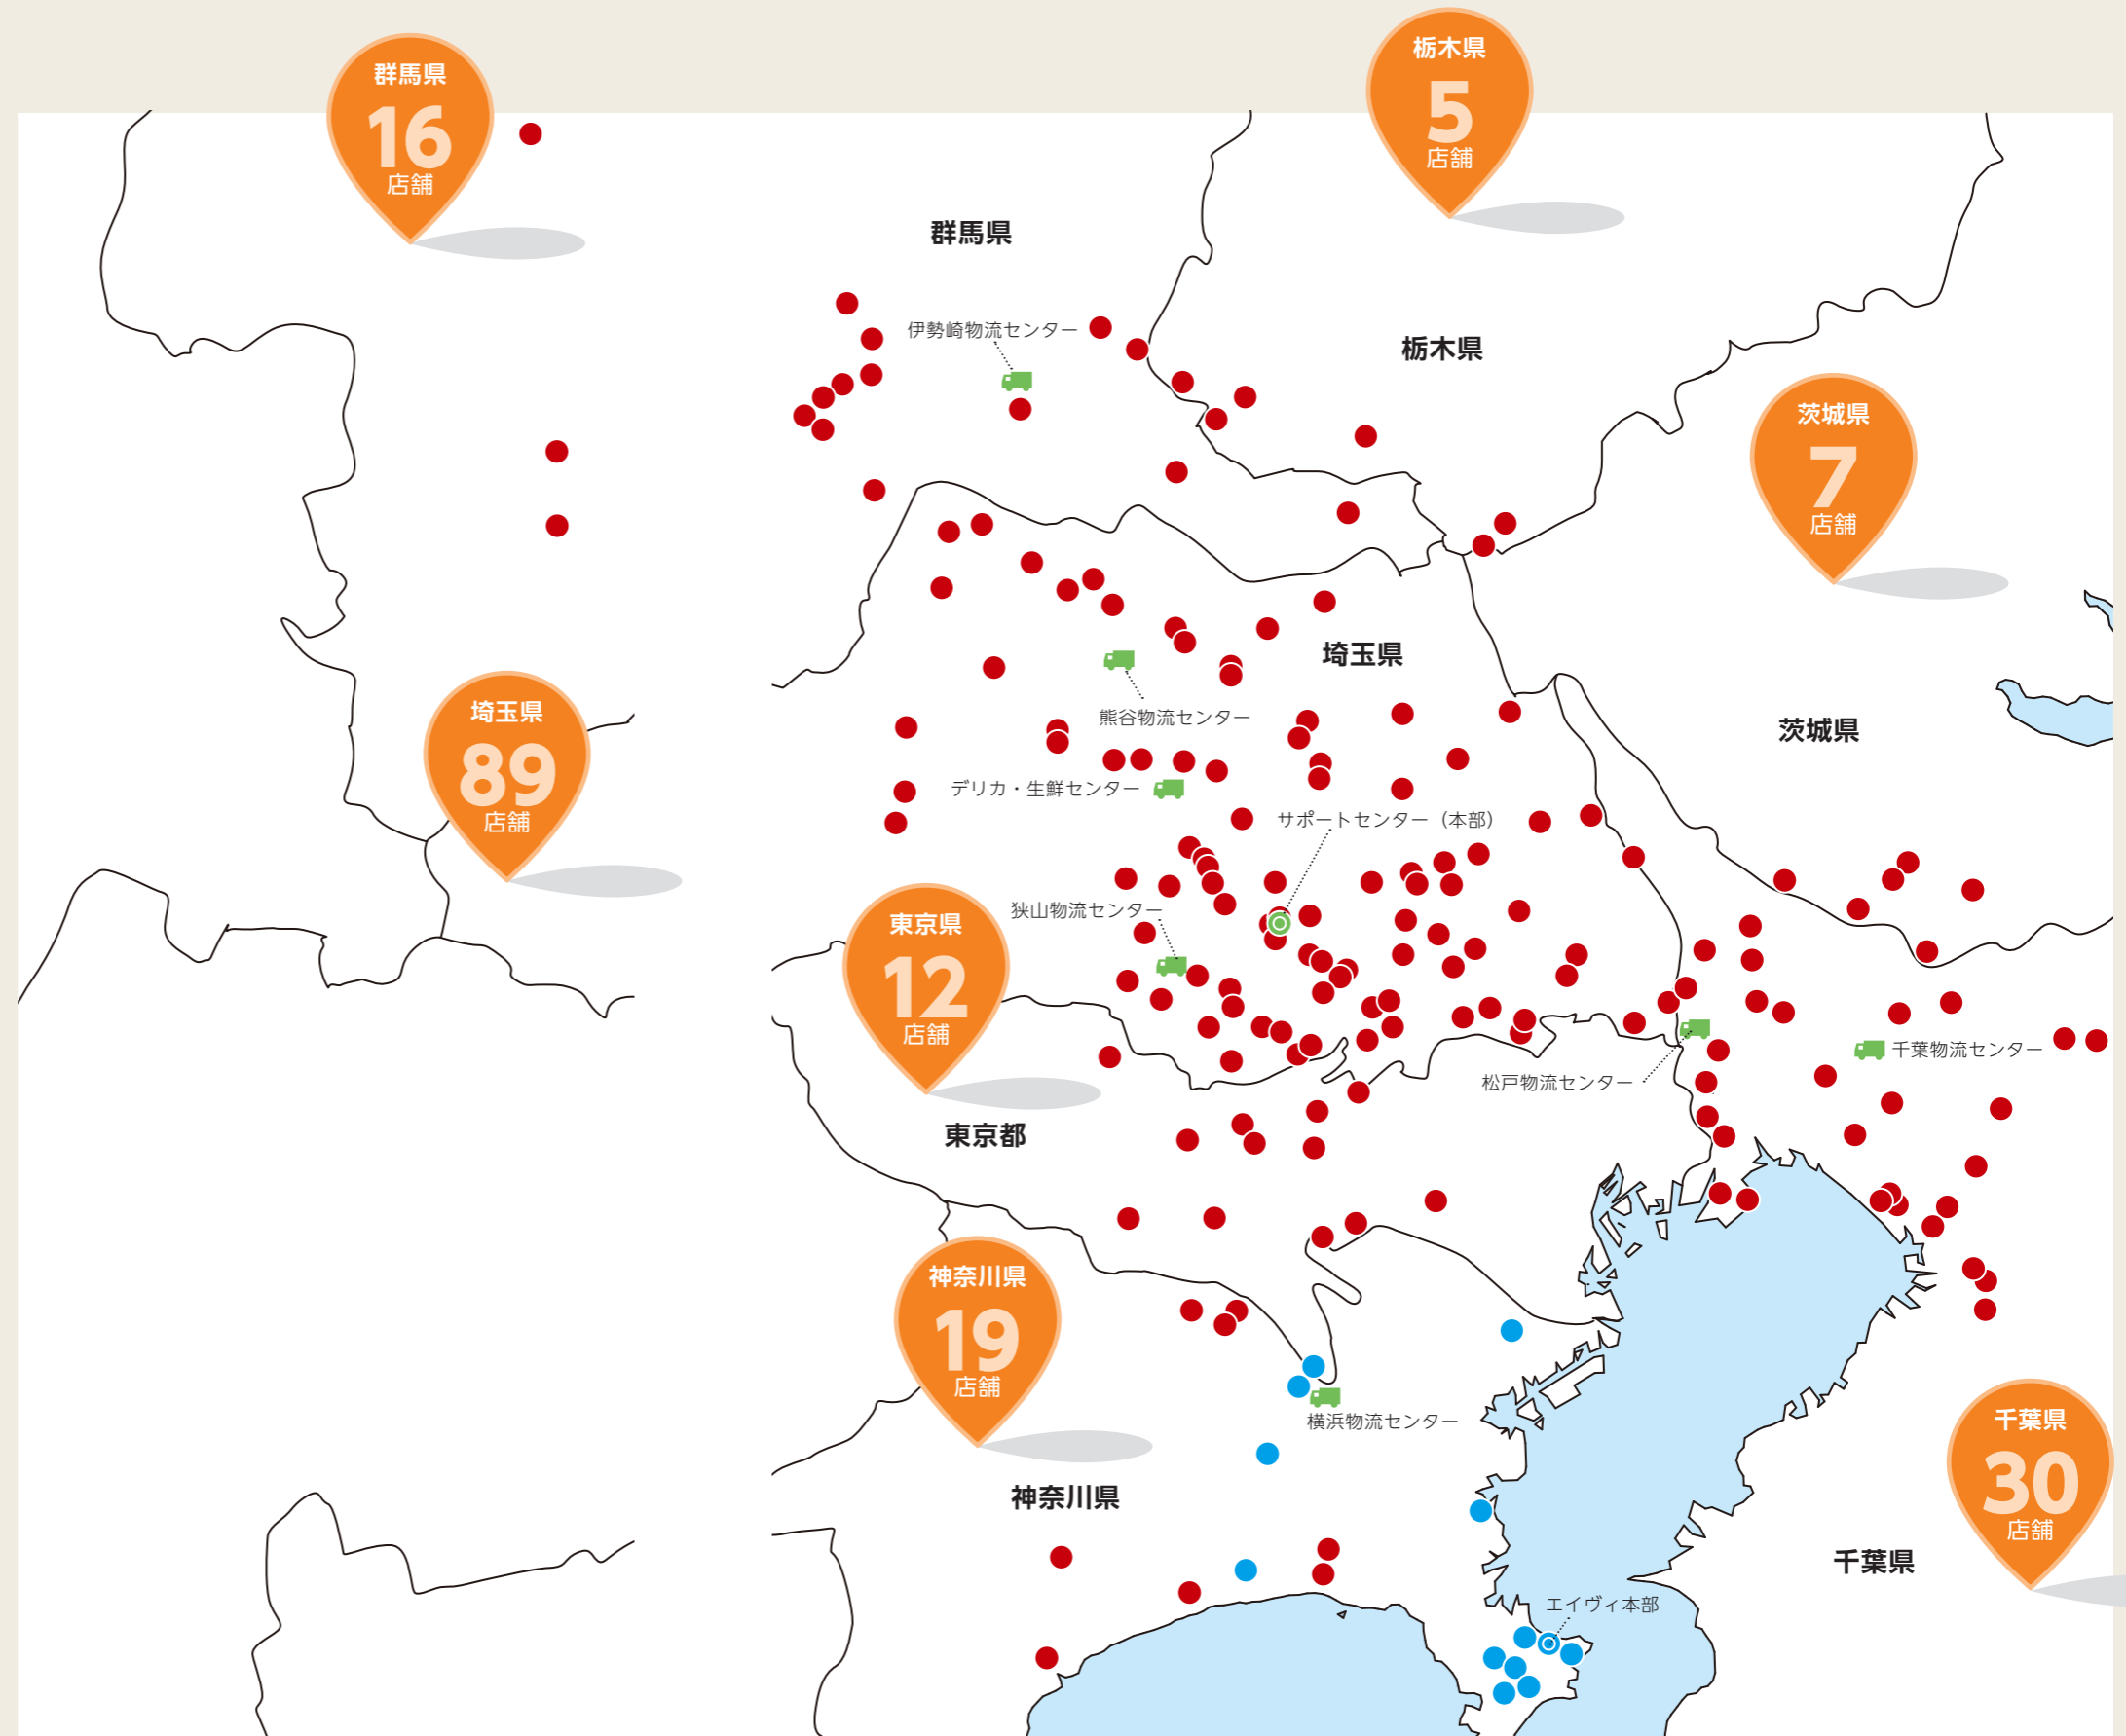 栃木県
5
店舗
群馬県
16
店舗
群馬県
伊勢崎物流センター
栃木県
茨城県
7
店舗
埼玉県
埼玉県
89
店舗
熊谷物流センター
茨城県
デリカ・生鮮センター
サポートセンター（本部）
狭山物流センター
東京県
12
店舗
千葉物流センター
松戸物流センター
東京都
神奈川県
19
店舗
横浜物流センター
千葉県
30
店舗
神奈川県
千葉県
エイヴィ本部